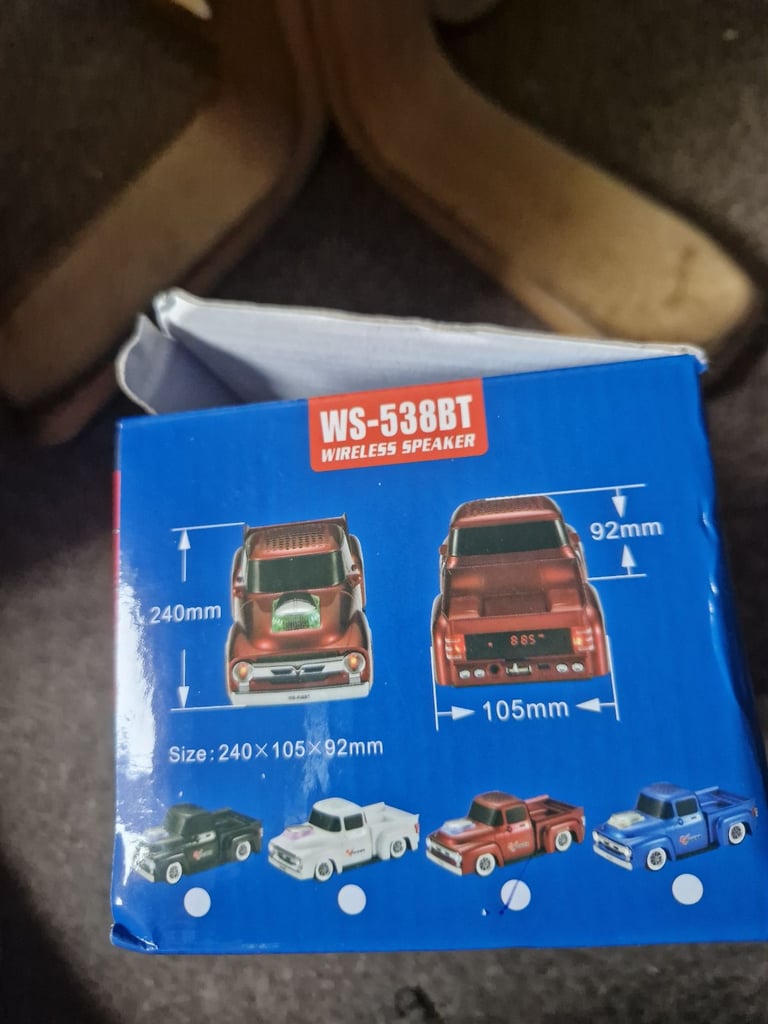 WS-538BT
WIRELESS SPEAKER
92mm
240mm
105mm
Size: 240×105×92mm